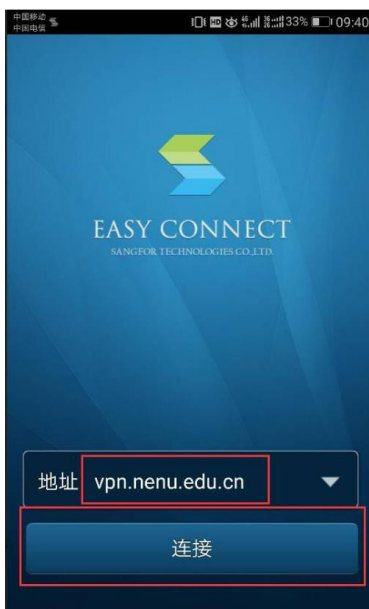 中国移动
中国电信
HD 33% 09:40
EASY CONNECT
SANGFOR TECHNOLOGIES CO.,LTD.
地址 vpn.nenu.edu.cn
连接